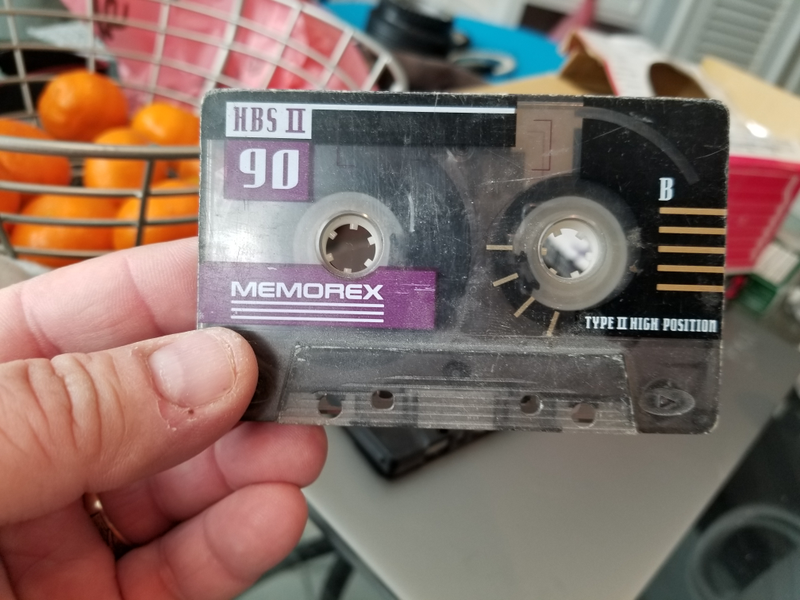 HBS II
90
B
MEMOREX
TYPE II HIGH POSITION